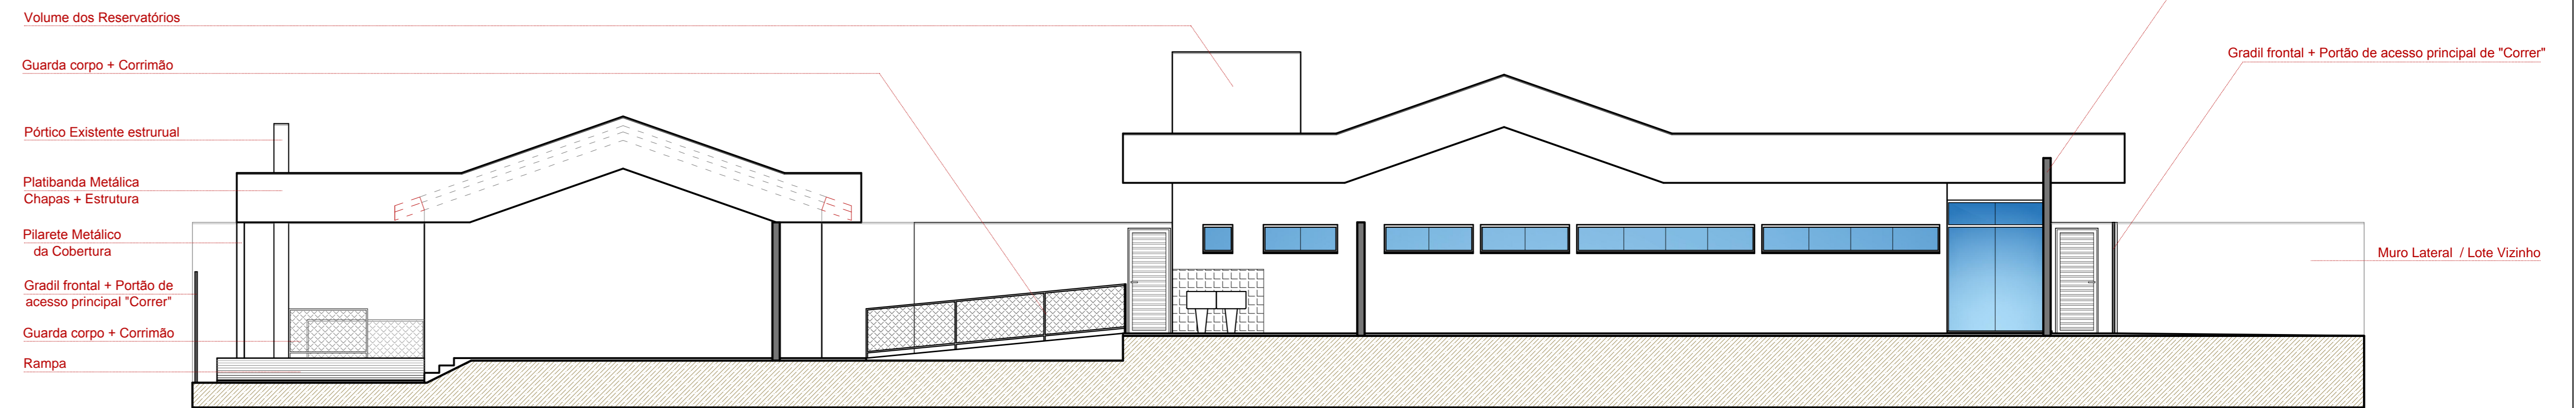 Volume dos Reservatórios
Guarda corpo + Corrimão
Pórtico Existente estrurual
Platibanda Metálica
Chapas + Estrutura
Pilarete Metálico
da Cobertura
Gradil frontal + Portão de
acesso principal "Correr"
Guarda corpo + Corrimão
Rampa
Gradil frontal + Portão de acesso principal de "Correr"
Muro Lateral / Lote Vizinho